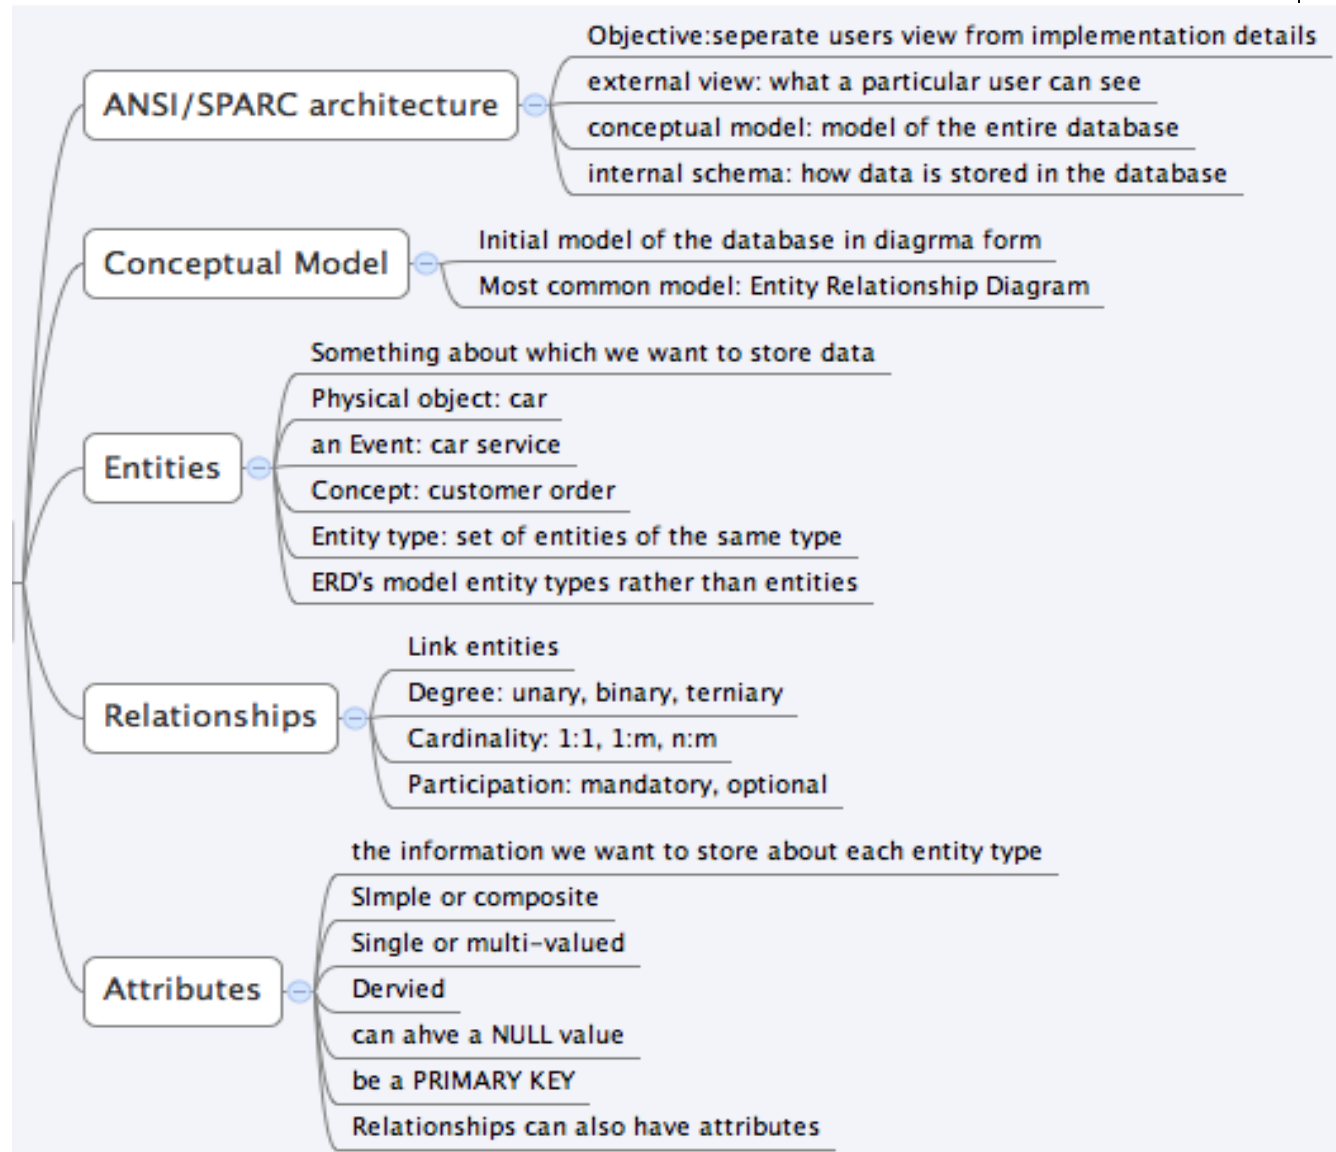 ANSI/SPARC architecture
Objective:seperate users view from implementation details
external view: what a particular user can see
conceptual model: model of the entire database
internal schema: how data is stored in the database
Conceptual Model
Initial model of the database in diagrma form
Most common model: Entity Relationship Diagram
Entities
Something about which we want to store data
Physical object: car
an Event: car service
Concept: customer order
Entity type: set of entities of the same type
ERD's model entity types rather than entities
Relationships
Link entities
Degree: unary, binary, terniary
Cardinality: 1:1, 1:m, n:m
Participation: mandatory, optional
Attributes
the information we want to store about each entity type
SImple or composite
Single or multi-valued
Dervied
can ahve a NULL value
be a PRIMARY KEY
Relationships can also have attributes